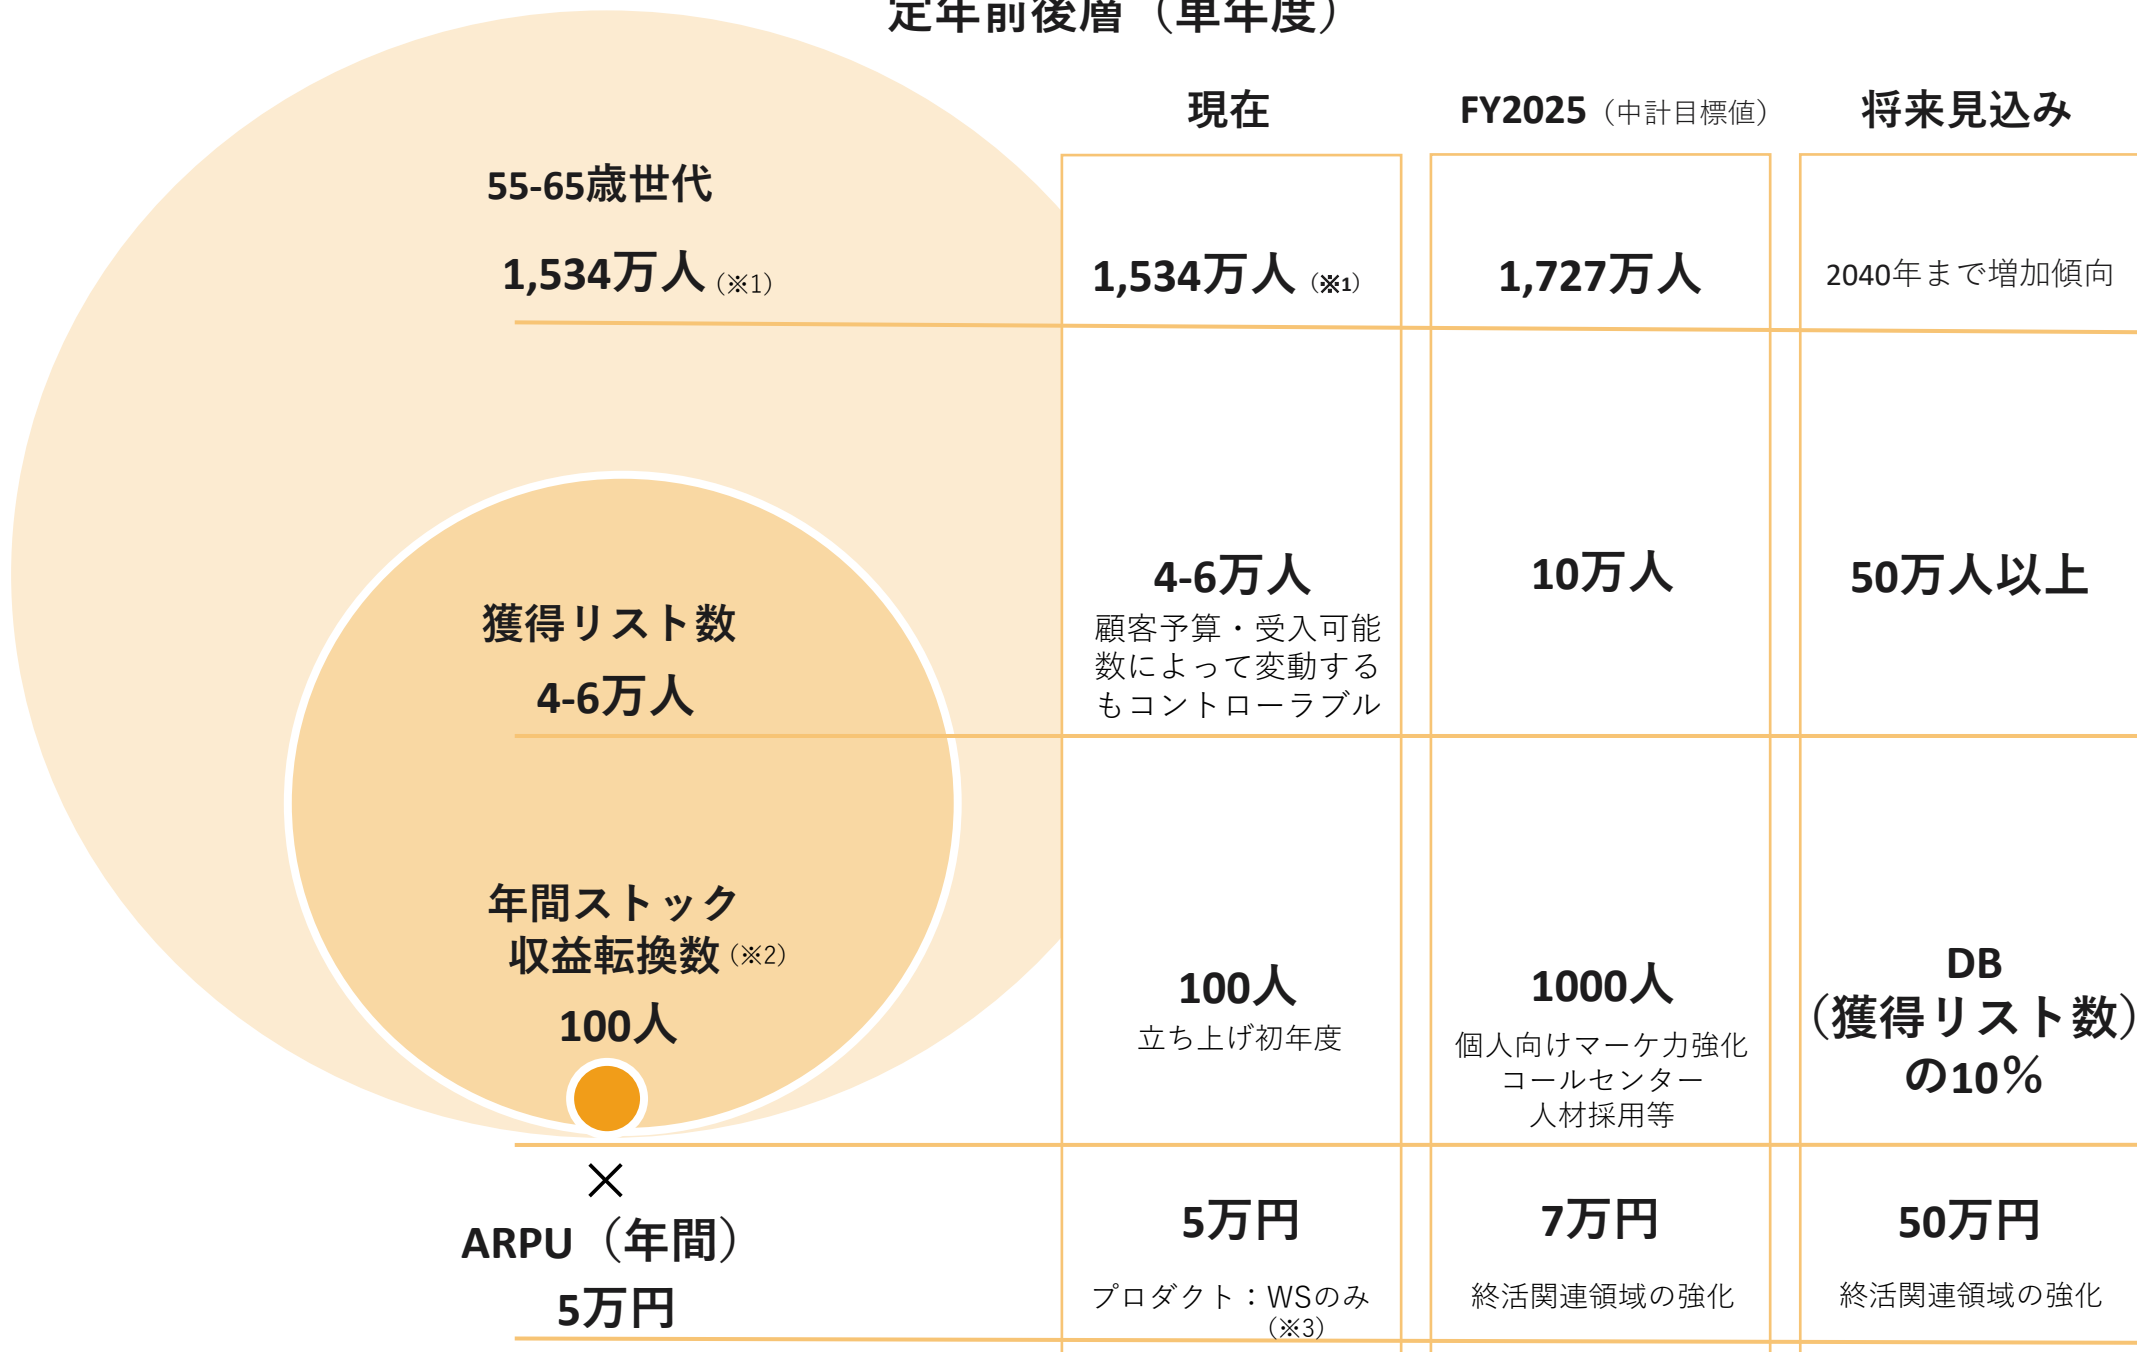 定年前後層（単年度）
現在
FY2025（中計目標値）
将来見込み
55-65歳世代
1,534万人（※1）
1,534万人（※1）
1,727万人
2040年まで増加傾向
獲得リスト数
4-6万人
4-6万人
顧客予算・受入可能
数によって変動する
もコントローラブル
10万人
50万人以上
年間ストック
収益転換数（※2）
100人
100人
立ち上げ初年度
1000人
個人向けマーケ力強化
コールセンター
人材採用等
DB
（獲得リスト数）
の10％
×
ARPU（年間）
5万円
5万円
プロダクト：WSのみ
（※3）
7万円
終活関連領域の強化
50万円
終活関連領域の強化